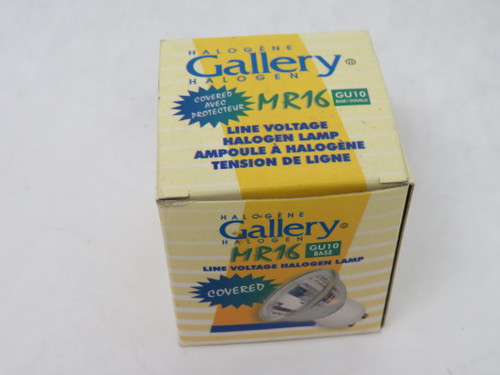 HALOGÈNE
Gallery®
HALOGEN
COVERED
AVEC
PROTECTEUR
MR16
GU10
BASE/DOUILLE
LINE VOLTAGE
HALOGEN LAMP
AMPOULE À HALOGÈNE
TENSION DE LIGNE
HALOGÈNE
Gallery®
HALOGEN
MR16
GU10
BASE
LINE VOLTAGE HALOGEN LAMP
COVERED